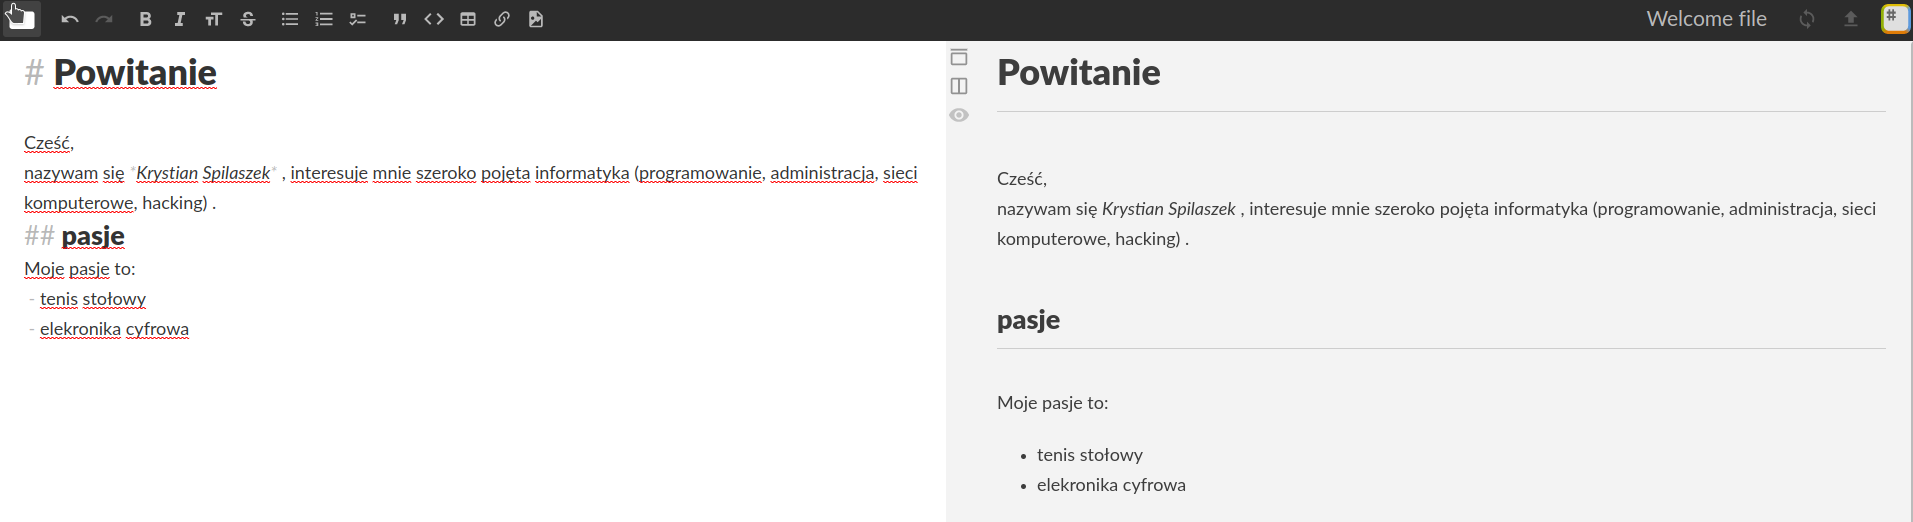 Welcome file
# Powitanie
Cześć,
nazywam się *Krystian Spilaszek* , interesuje mnie szeroko pojęta informatyka (programowanie, administracja, sieci
komputerowe, hacking) .
## pasje
Moje pasje to:
- tenis stołowy
- elekronika cyfrowa
Powitanie
Cześć,
nazywam się Krystian Spilaszek , interesuje mnie szeroko pojęta informatyka (programowanie, administracja, sieci
komputerowe, hacking) .
pasje
Moje pasje to:
• tenis stołowy
• elekronika cyfrowa